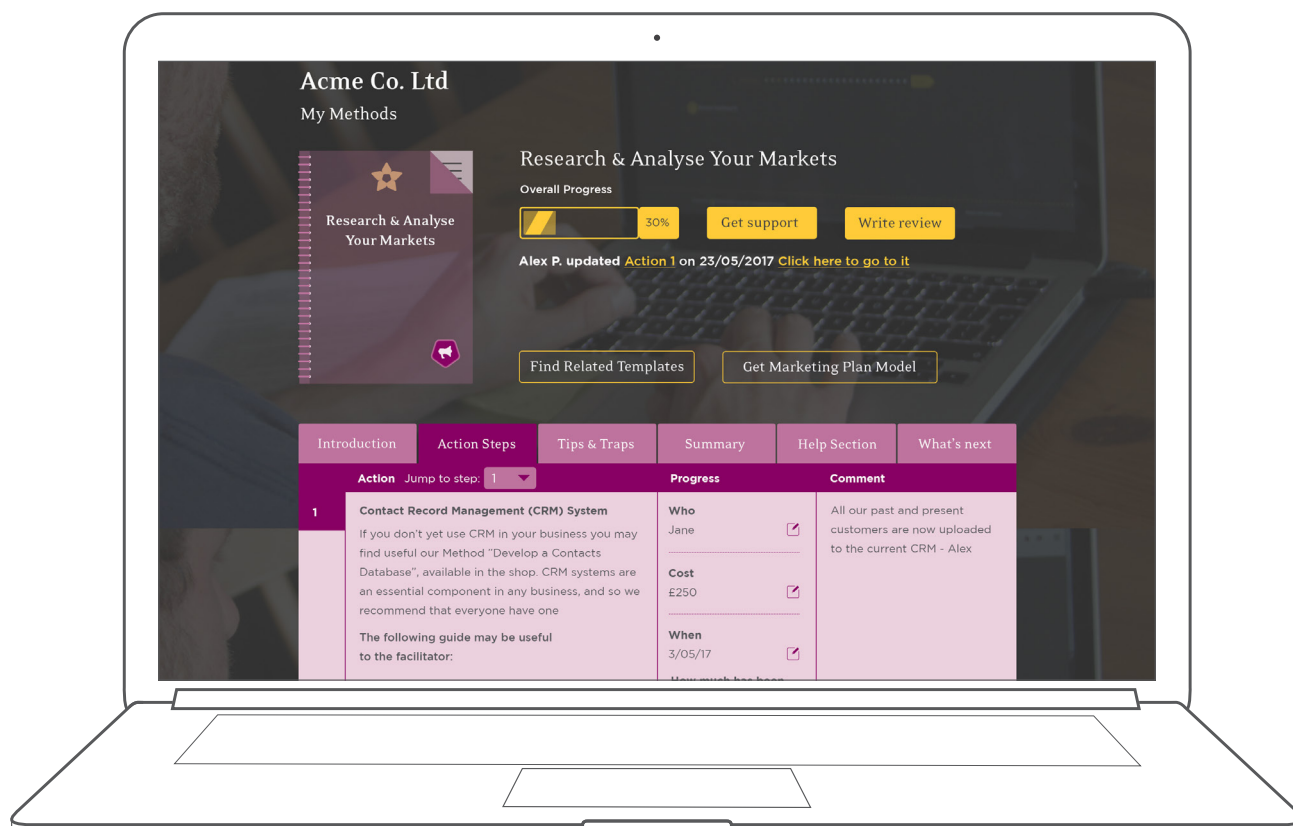 Acme Co. Ltd
My Methods
Research & Analyse
Your Markets
Research & Analyse Your Markets
Overall Progress
30%
Get support
Write review
Alex P. updated Action 1 on 23/05/2017 Click here to go to it
Find Related Templates
Get Marketing Plan Model
Introduction
Action Steps
Tips & Traps
Summary
Help Section
What's next
Action Jump to step: 1
Progress
Comment
1
Contact Record Management (CRM) System
If you don't yet use CRM in your business you may
find useful our Method "Develop a Contacts
Database", available in the shop. CRM systems are
an essential component in any business, and so we
recommend that everyone have one
The following guide may be useful
to the facilitator:
Who
Jane
Cost
£250
When
3/05/17
How much has been
All our past and present
customers are now uploaded
to the current CRM - Alex